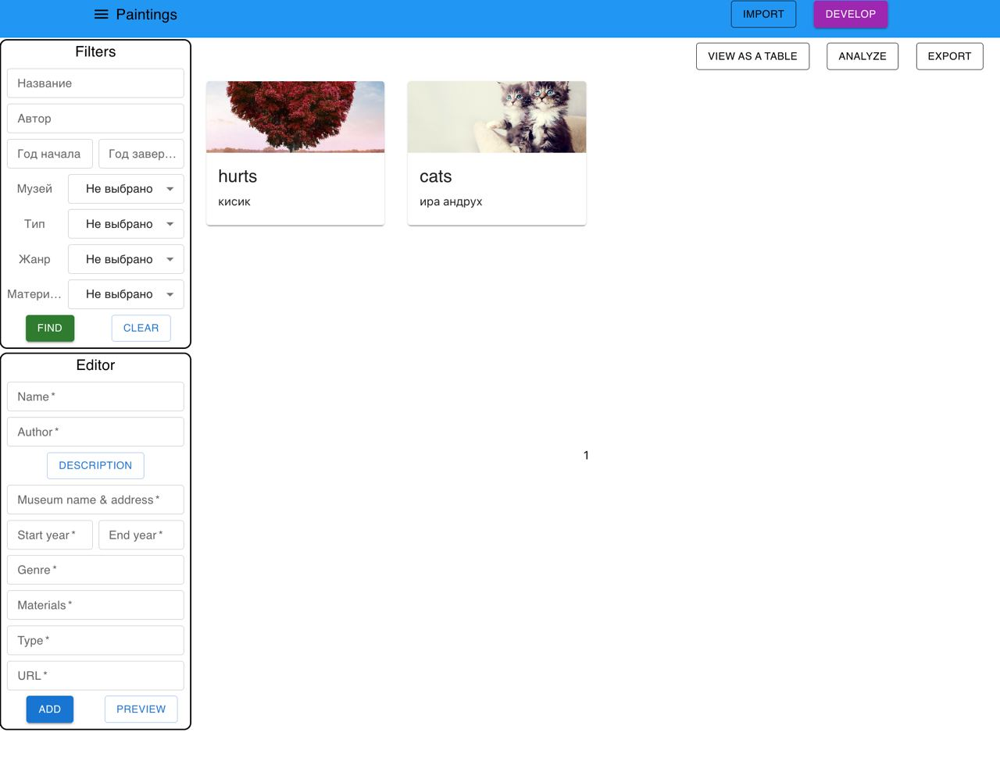 Paintings
IMPORT
DEVELOP
VIEW AS A TABLE
ANALYZE
EXPORT
Filters
Название
Автор
Год начала
Год завер...
Музей
Не выбрано
Тип
Не выбрано
Жанр
Не выбрано
Матери...
Не выбрано
FIND
CLEAR
hurts
кисик
cats
ира андрух
Editor
Name *
Author *
DESCRIPTION
Museum name & address *
Start year *
End year *
Genre *
Materials *
Type *
URL *
ADD
PREVIEW
1